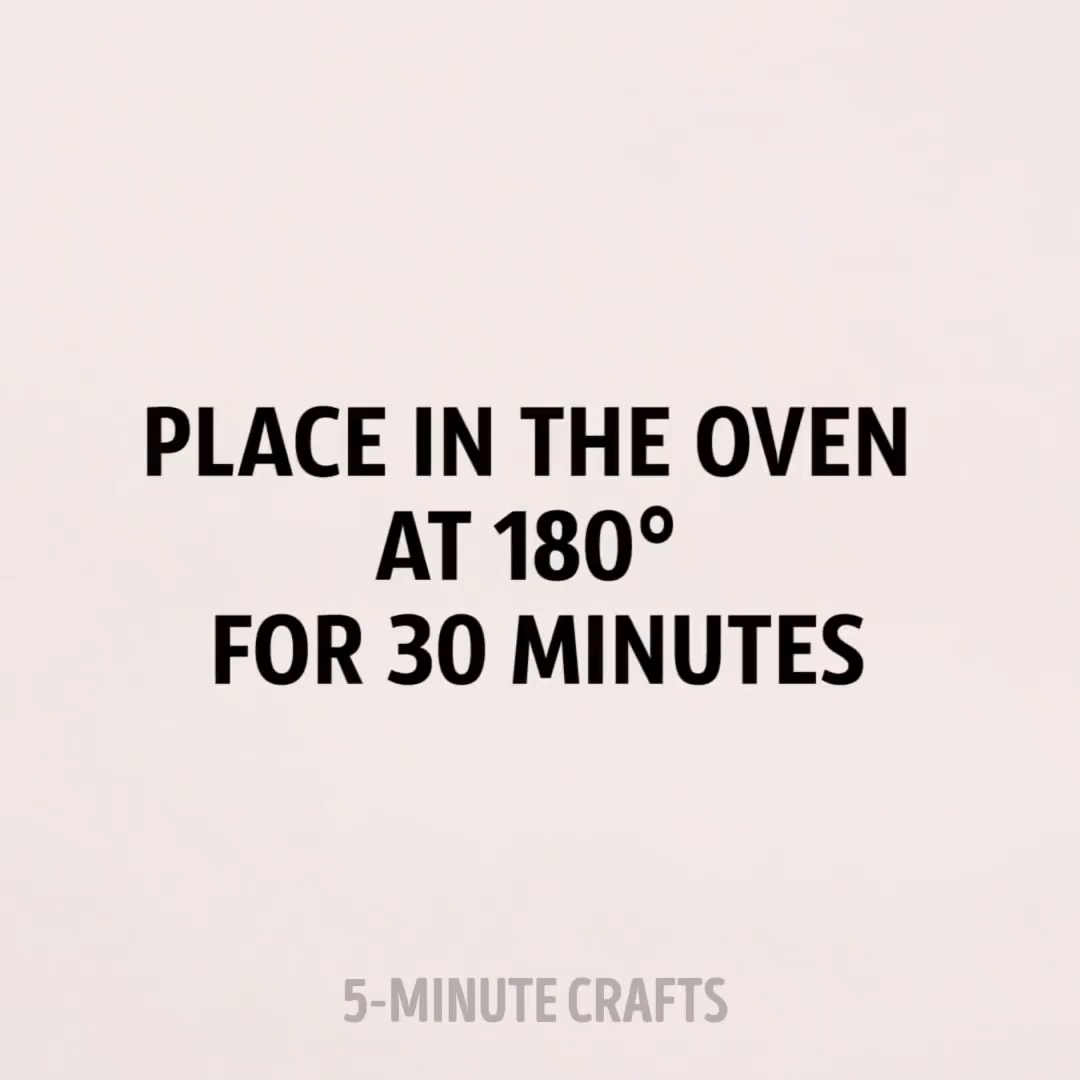 PLACE IN THE OVEN
AT 180°
FOR 30 MINUTES
5-MINUTE CRAFTS